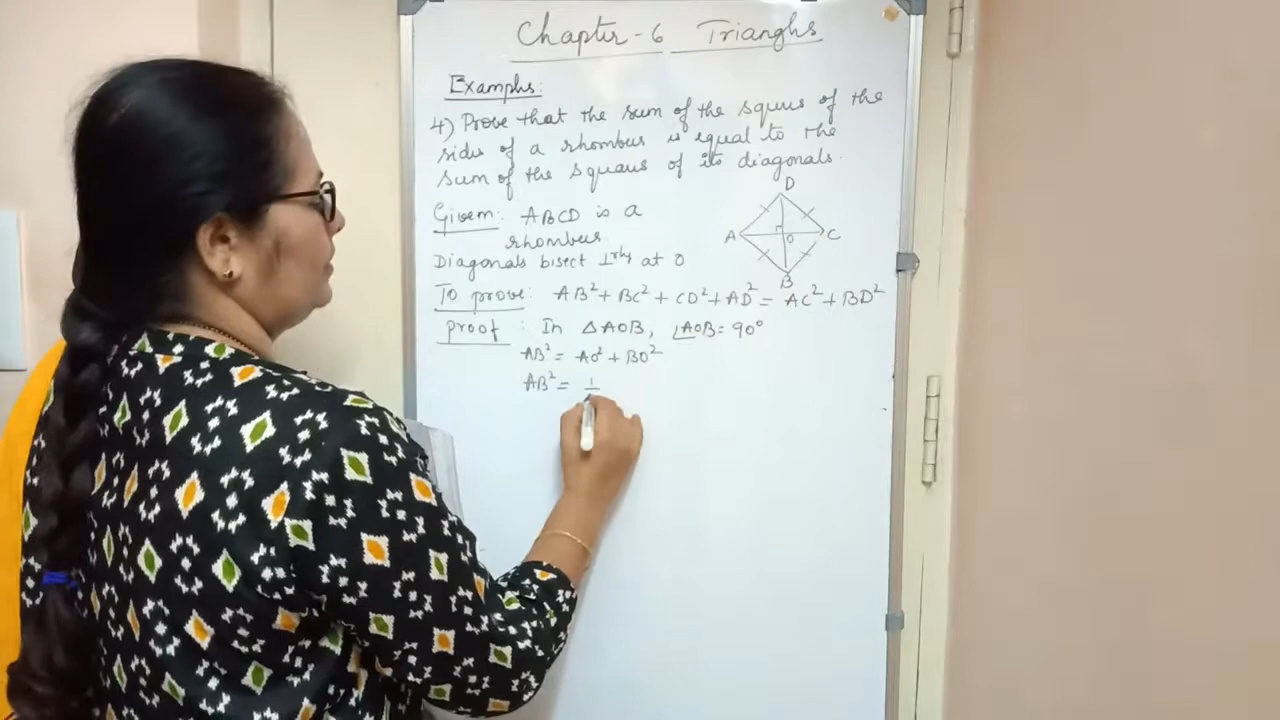 Chapter-6 Triangles
Examples:
4) Prove that the sum of the squares of the
sides of a rhombus is equal to the
sum of the squares of its diagonals.
Given: ABCD is a
rhombus.
Diagonals bisect ⊥rly at O
D
A
O
C
B
To prove: AB²+BC²+CD²+AD²= AC²+BD²
Proof: In △AOB, ∠AOB=90°
AB²= AO²+BO²
AB²= 1